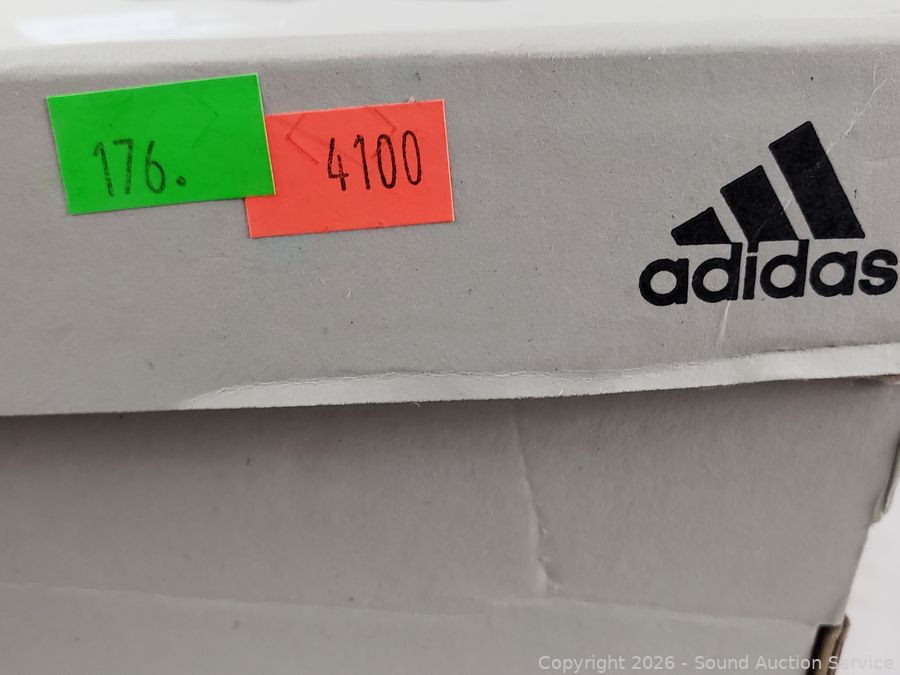 176.
4100
adidas
Copyright 2026 - Sound Auction Service